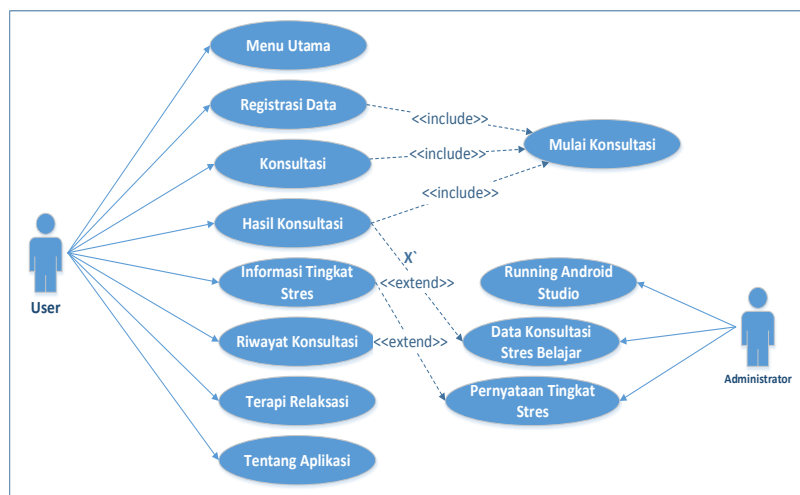 Menu Utama
Registrasi Data
<<include>>
Konsultasi
<<include>>
Mulai Konsultasi
<<include>>
Hasil Konsultasi
X`
User
Informasi Tingkat
Stres
<<extend>>
Running Android
Studio
Riwayat Konsultasi
<<extend>>
Data Konsultasi
Stres Belajar
Administrator
Terapi Relaksasi
Pernyataan Tingkat
Stres
Tentang Aplikasi